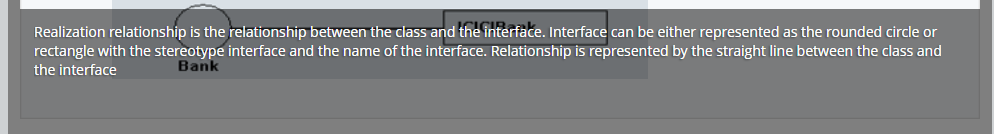 ICICIBank
Realization relationship is the relationship between the class and the interface. Interface can be either represented as the rounded circle or
rectangle with the stereotype interface and the name of the interface. Relationship is represented by the straight line between the class and
the interface
Bank